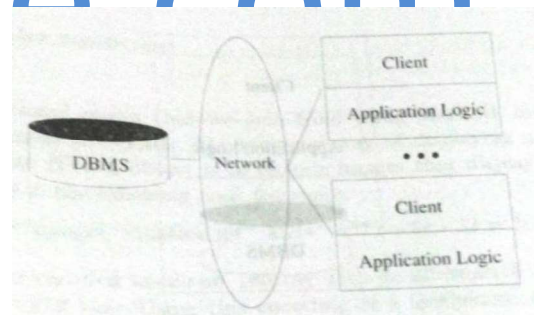 Client
Application Logic
DBMS
Network
• • •
Client
Application Logic